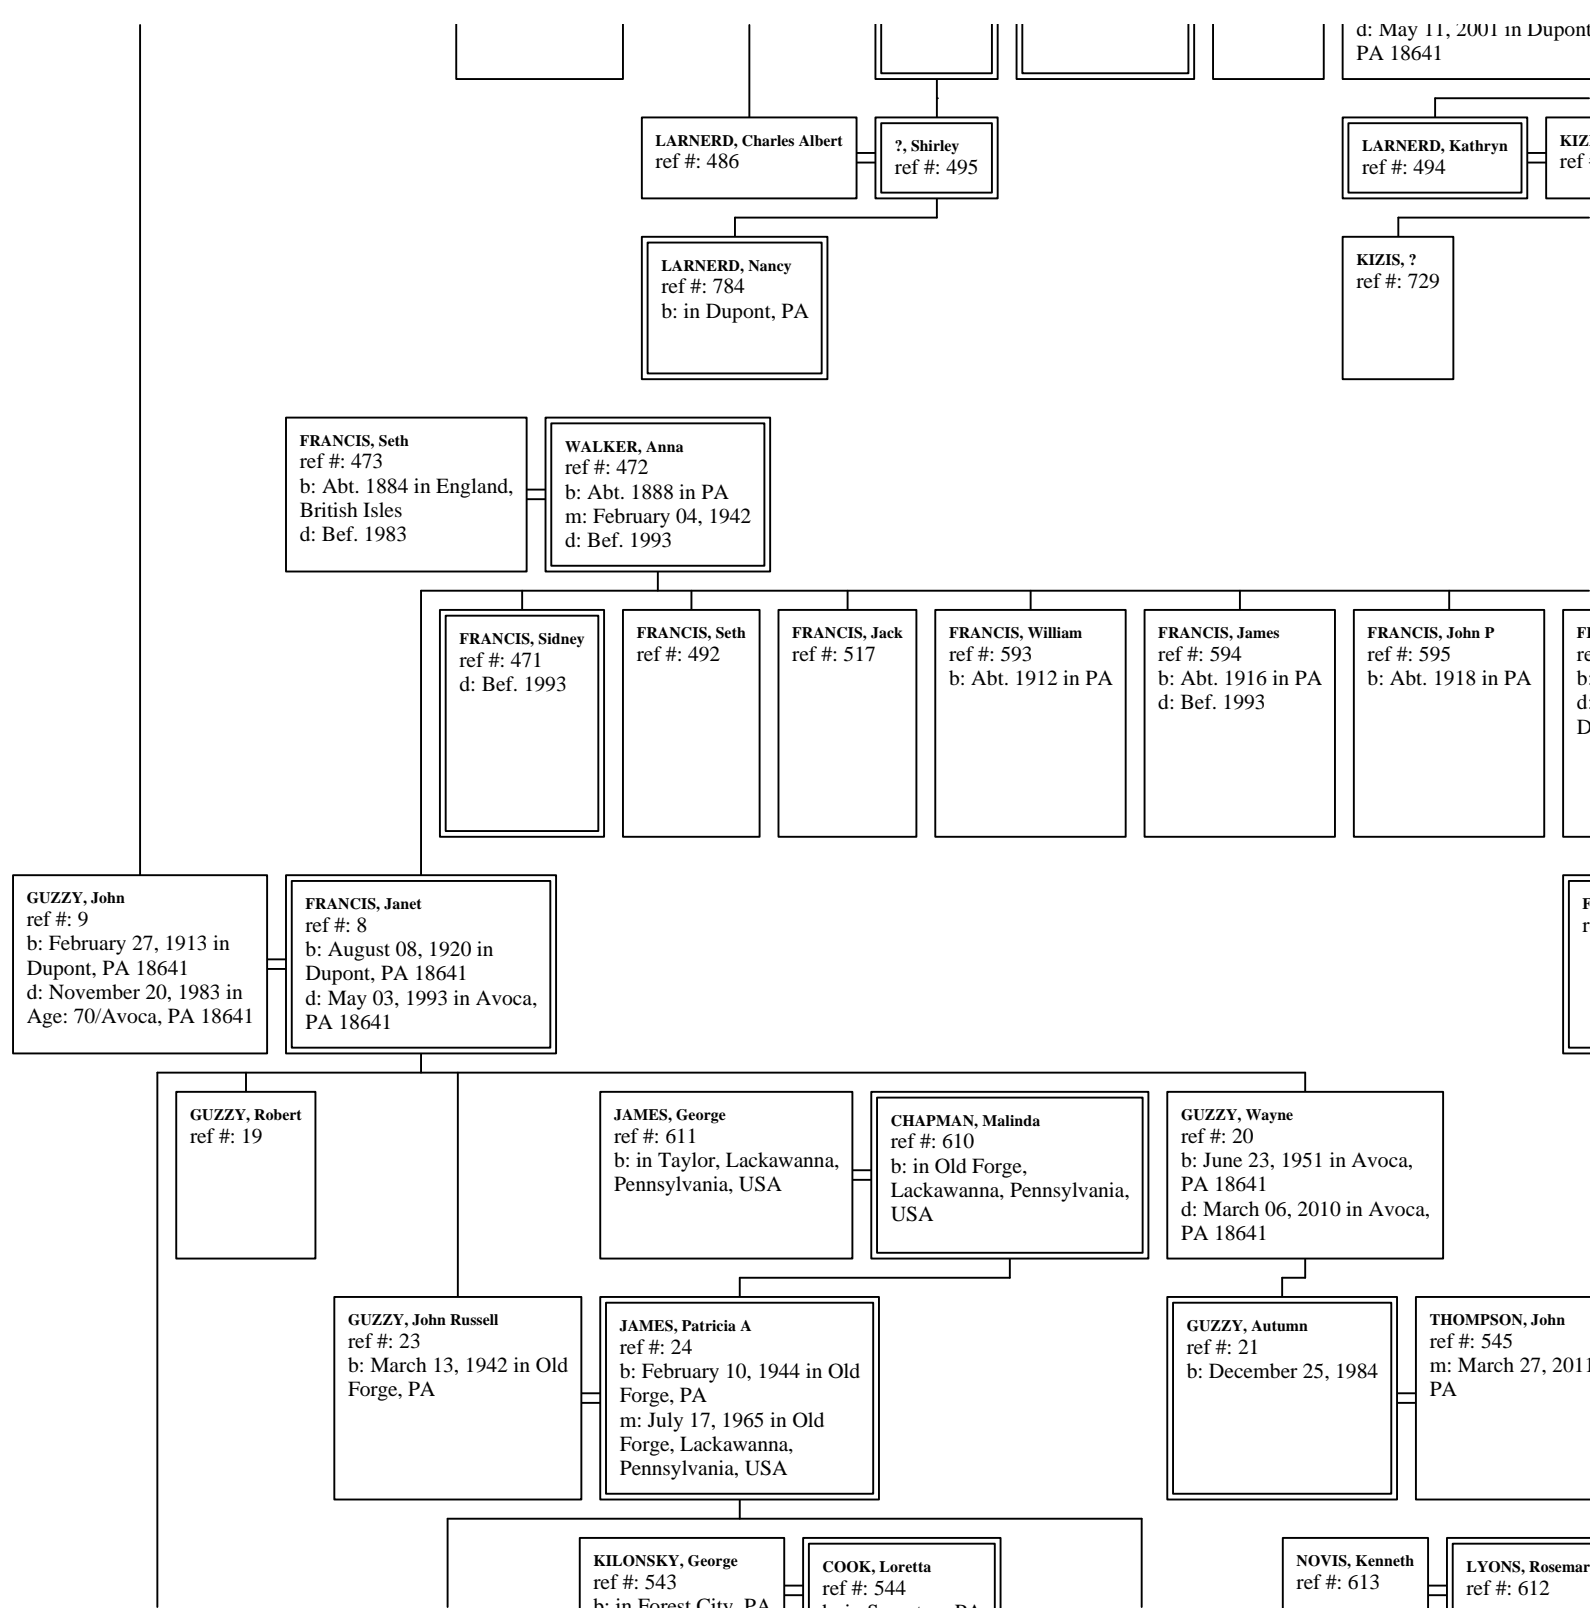 d: May 11, 2001 in Dupont
PA 18641
LARNERD, Charles Albert
ref #: 486
?, Shirley
ref #: 495
LARNERD, Kathryn
ref #: 494
KIZ
ref
LARNERD, Nancy
ref #: 784
b: in Dupont, PA
KIZIS, ?
ref #: 729
FRANCIS, Seth
ref #: 473
b: Abt. 1884 in England,
British Isles
d: Bef. 1983
WALKER, Anna
ref #: 472
b: Abt. 1888 in PA
m: February 04, 1942
d: Bef. 1993
FRANCIS, Sidney
ref #: 471
d: Bef. 1993
FRANCIS, Seth
ref #: 492
FRANCIS, Jack
ref #: 517
FRANCIS, William
ref #: 593
b: Abt. 1912 in PA
FRANCIS, James
ref #: 594
b: Abt. 1916 in PA
d: Bef. 1993
FRANCIS, John P
ref #: 595
b: Abt. 1918 in PA
b:
d:
D
GUZZY, John
ref #: 9
b: February 27, 1913 in
Dupont, PA 18641
d: November 20, 1983 in
Age: 70/Avoca, PA 18641
FRANCIS, Janet
ref #: 8
b: August 08, 1920 in
Dupont, PA 18641
d: May 03, 1993 in Avoca,
PA 18641
GUZZY, Robert
ref #: 19
JAMES, George
ref #: 611
b: in Taylor, Lackawanna,
Pennsylvania, USA
CHAPMAN, Malinda
ref #: 610
b: in Old Forge,
Lackawanna, Pennsylvania,
USA
GUZZY, Wayne
ref #: 20
b: June 23, 1951 in Avoca,
PA 18641
d: March 06, 2010 in Avoca,
PA 18641
GUZZY, John Russell
ref #: 23
b: March 13, 1942 in Old
Forge, PA
JAMES, Patricia A
ref #: 24
b: February 10, 1944 in Old
Forge, PA
m: July 17, 1965 in Old
Forge, Lackawanna,
Pennsylvania, USA
GUZZY, Autumn
ref #: 21
b: December 25, 1984
THOMPSON, John
ref #: 545
m: March 27, 2011
PA
KILONSKY, George
ref #: 543
b: in Forest City, PA
COOK, Loretta
ref #: 544
NOVIS, Kenneth
ref #: 613
LYONS, Rosemar
ref #: 612